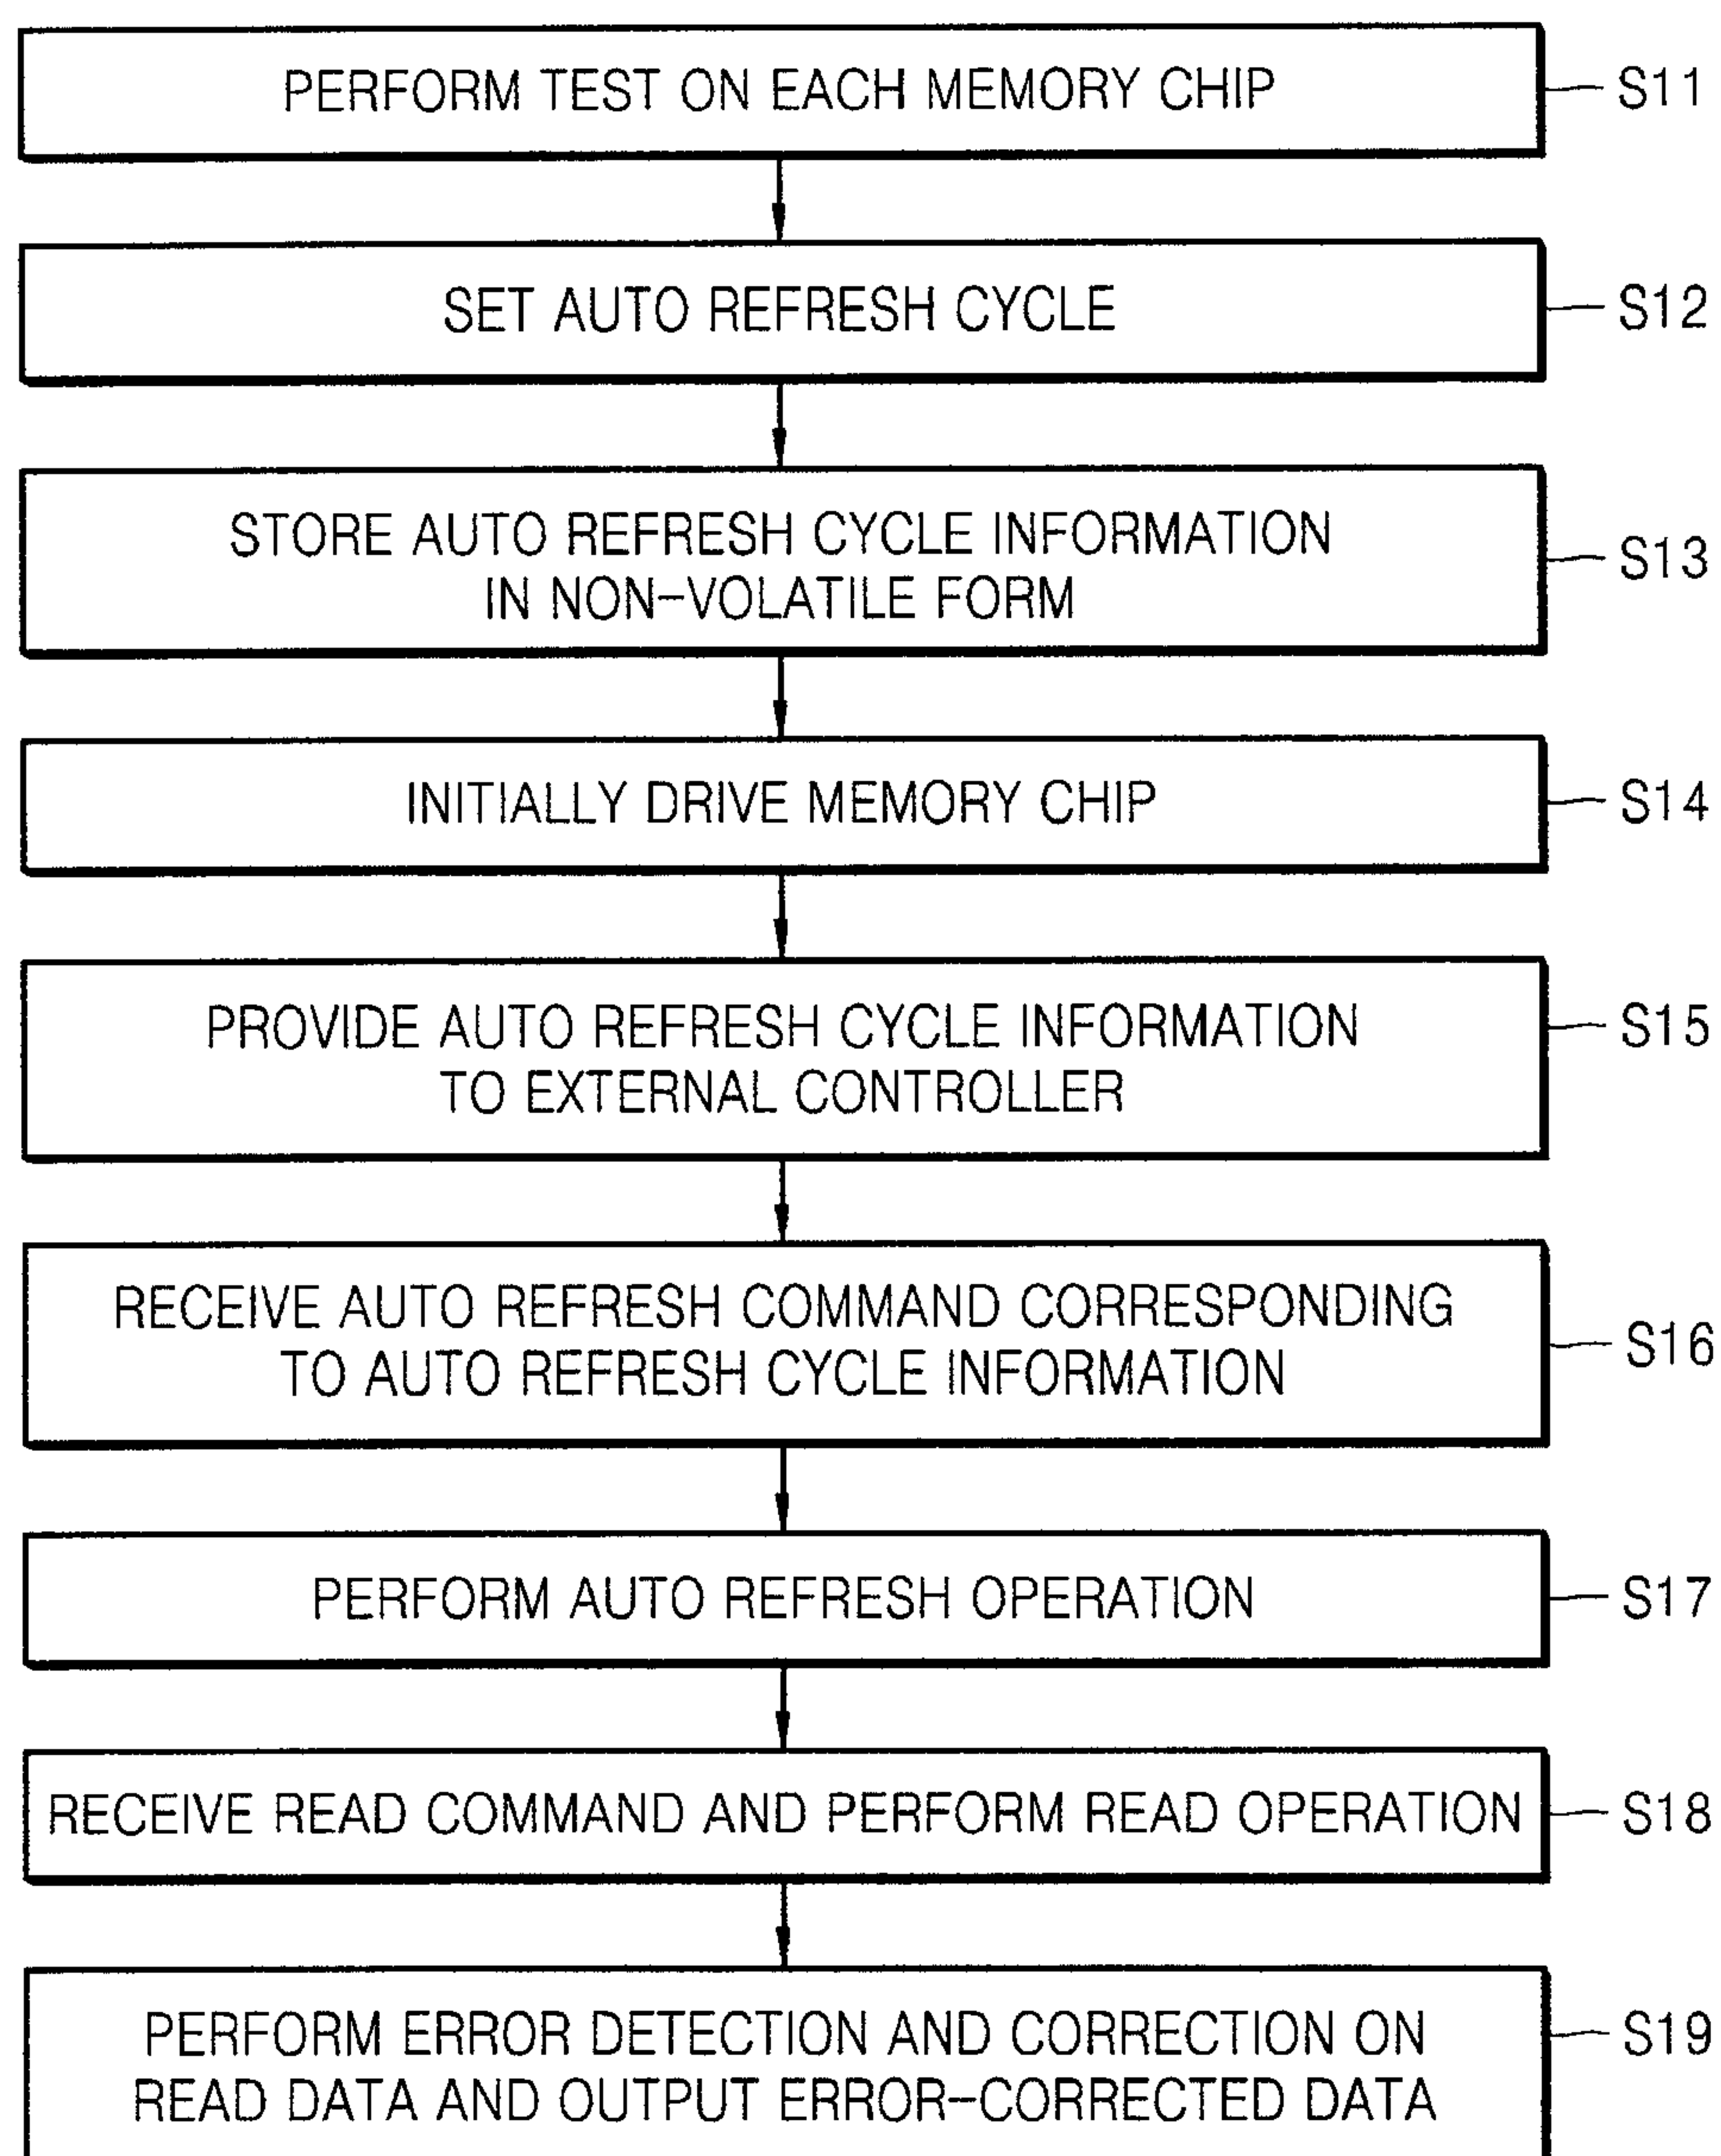 PERFORM TEST ON EACH MEMORY CHIP
S11
SET AUTO REFRESH CYCLE
S12
STORE AUTO REFRESH CYCLE INFORMATION
IN NON-VOLATILE FORM
S13
INITIALLY DRIVE MEMORY CHIP
S14
PROVIDE AUTO REFRESH CYCLE INFORMATION
TO EXTERNAL CONTROLLER
S15
RECEIVE AUTO REFRESH COMMAND CORRESPONDING
TO AUTO REFRESH CYCLE INFORMATION
S16
PERFORM AUTO REFRESH OPERATION
S17
RECEIVE READ COMMAND AND PERFORM READ OPERATION
S18
PERFORM ERROR DETECTION AND CORRECTION ON
READ DATA AND OUTPUT ERROR-CORRECTED DATA
S19